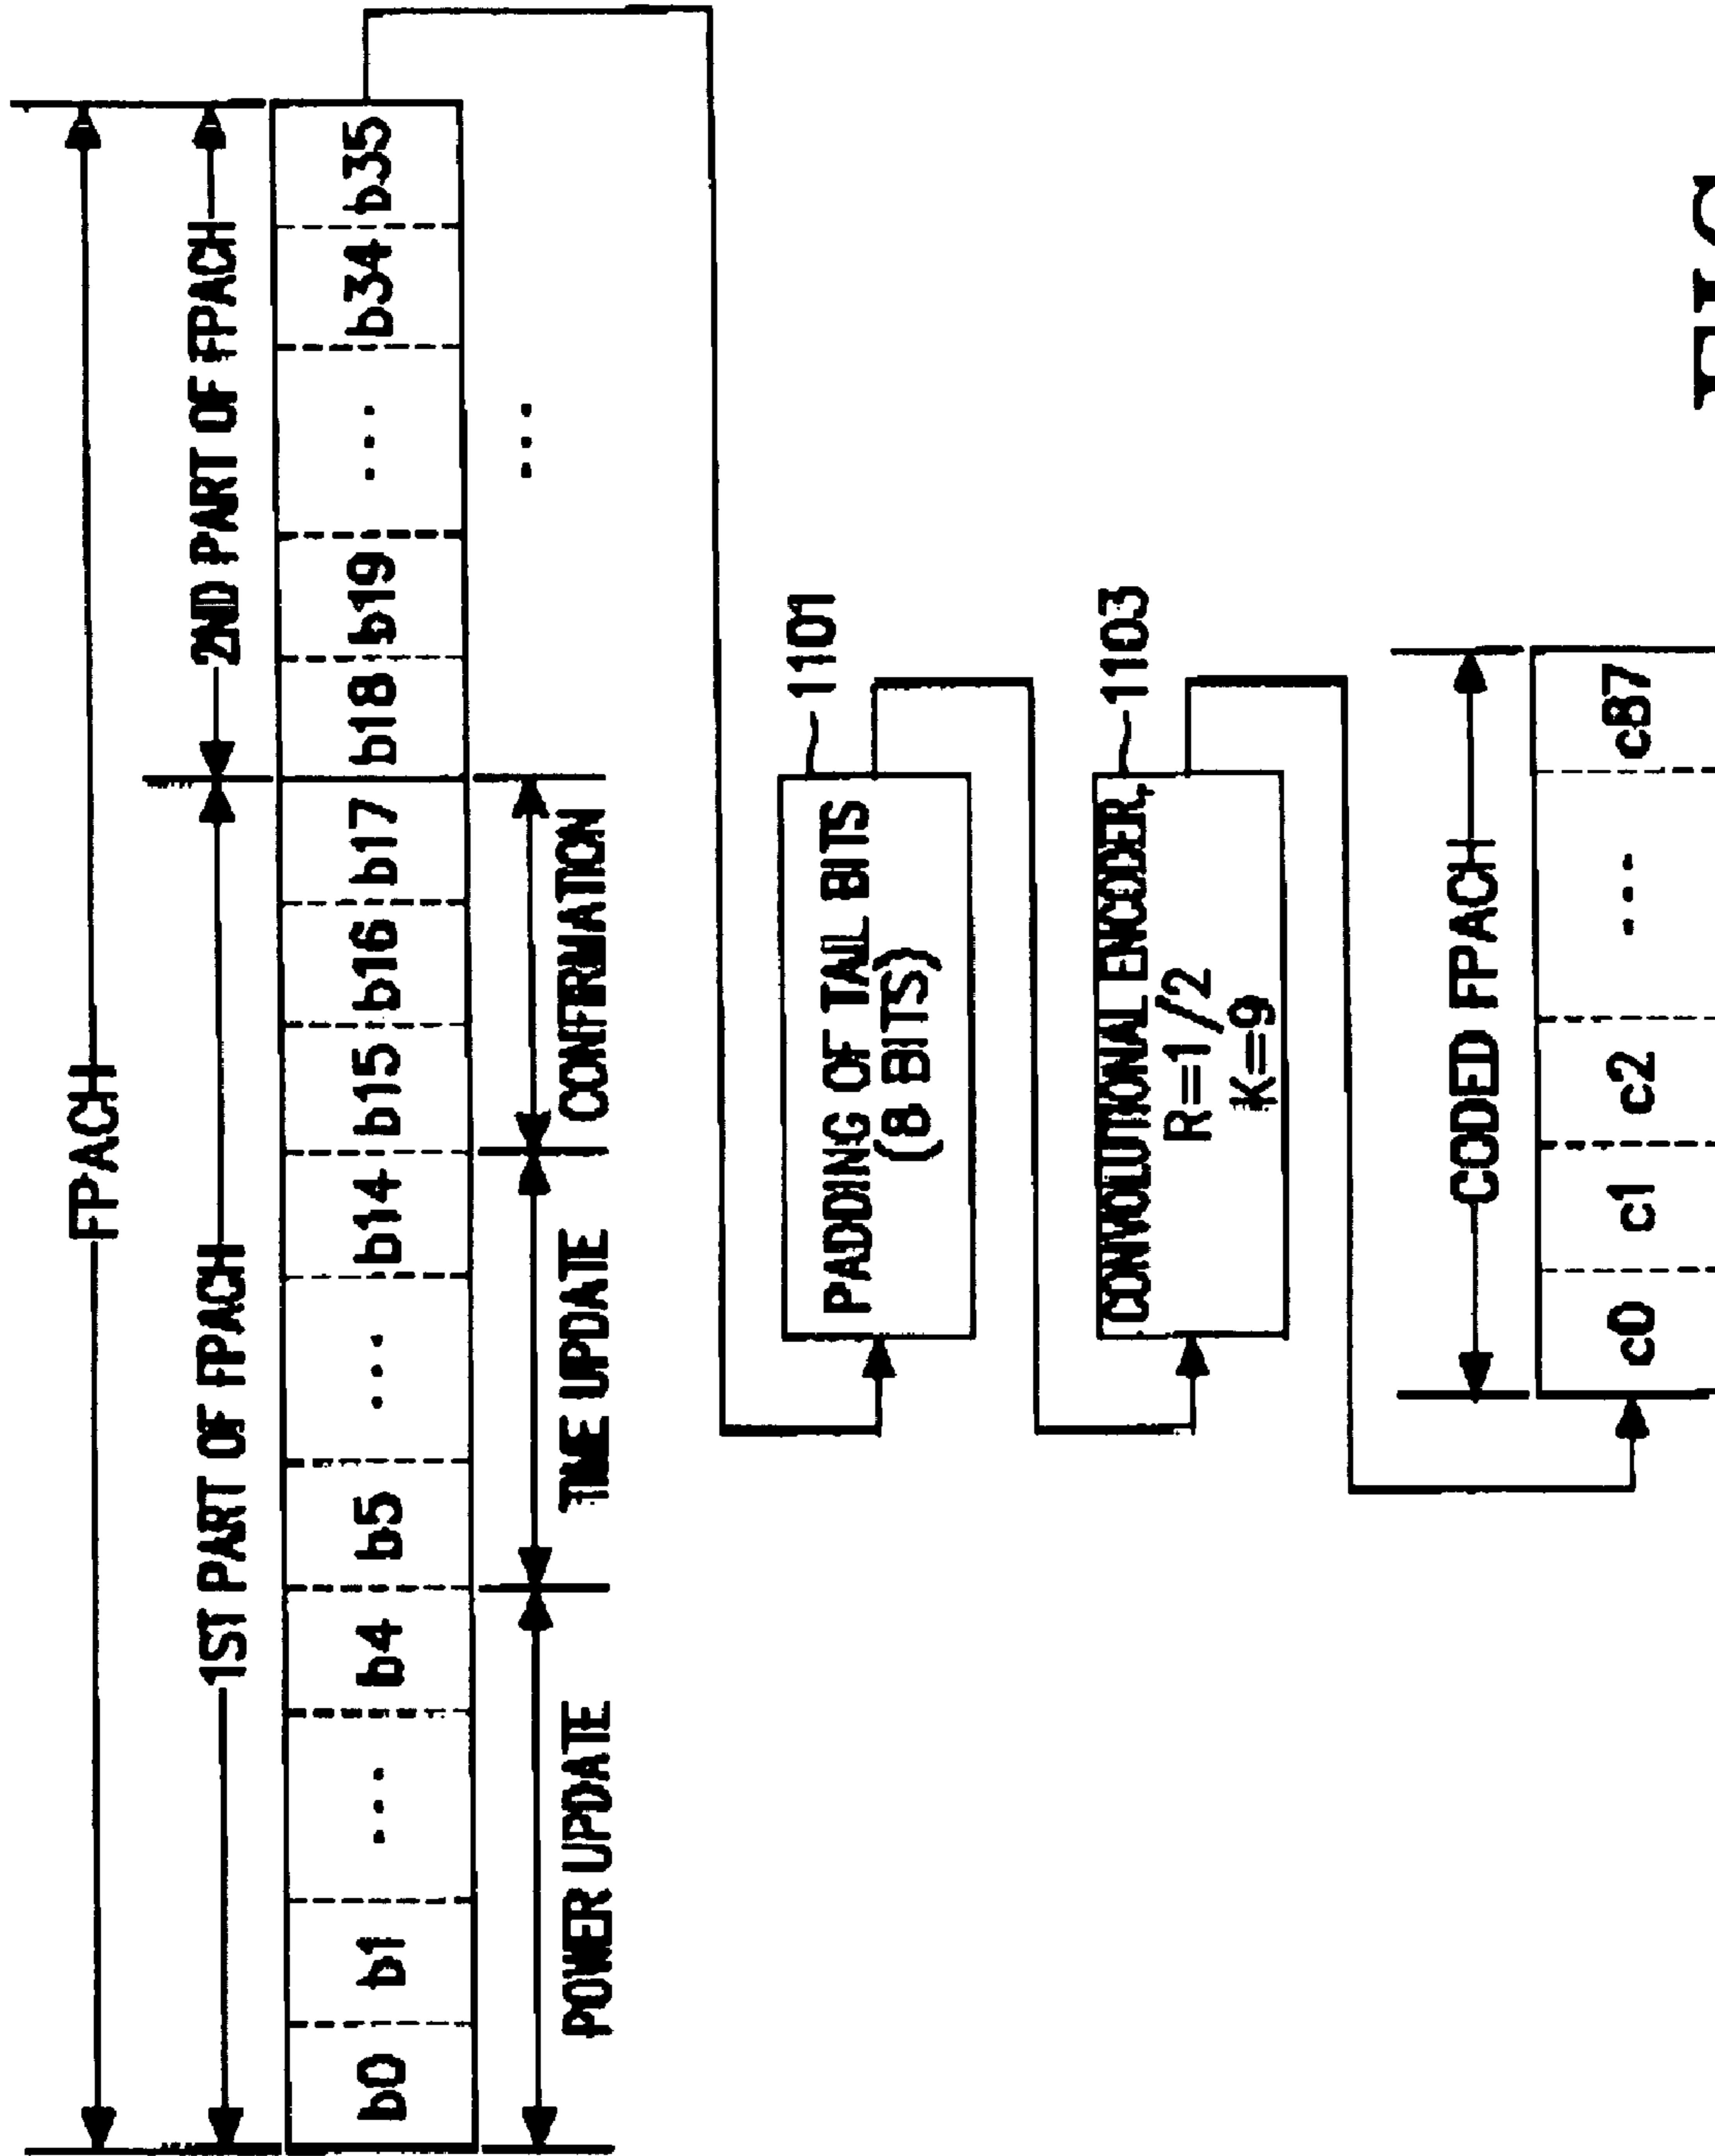 FPACH
1ST PART OF FPACH 2ND PART OF FPACH
b0 b1 ... b4 b5 ... b14 b15 b16 b17 b18 b19 ... b34 b35
POWER UPDATE TIME UPDATE CONFIRMATION ...
PADDING OF TAIL BITS
(8 BITS)
1101
CONVOLUTIONAL ENCODER,
R=1/2
K=9
1103
CODED FPACH
c0 c1 c2 ... c87